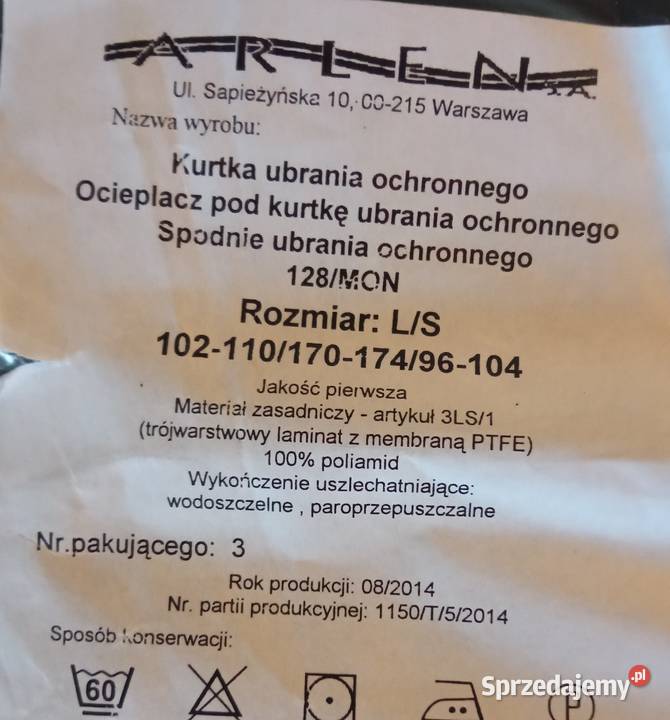 ARLEN S.A.
Ul. Sapieżyńska 10, 00-215 Warszawa
Nazwa wyrobu:
Kurtka ubrania ochronnego
Ocieplacz pod kurtkę ubrania ochronnego
Spodnie ubrania ochronnego
128/MON
Rozmiar: L/S
102-110/170-174/96-104
Jakość pierwsza
Materiał zasadniczy - artykuł 3LS/1
(trójwarstwowy laminat z membraną PTFE)
100% poliamid
Wykończenie uszlechatniające:
wodoszczelne , paroprzepuszczalne
Nr.pakującego: 3
Rok produkcji: 08/2014
Nr. partii produkcyjnej: 1150/T/5/2014
Sposób konserwacji:
60 P
Sprzedajemy.pl